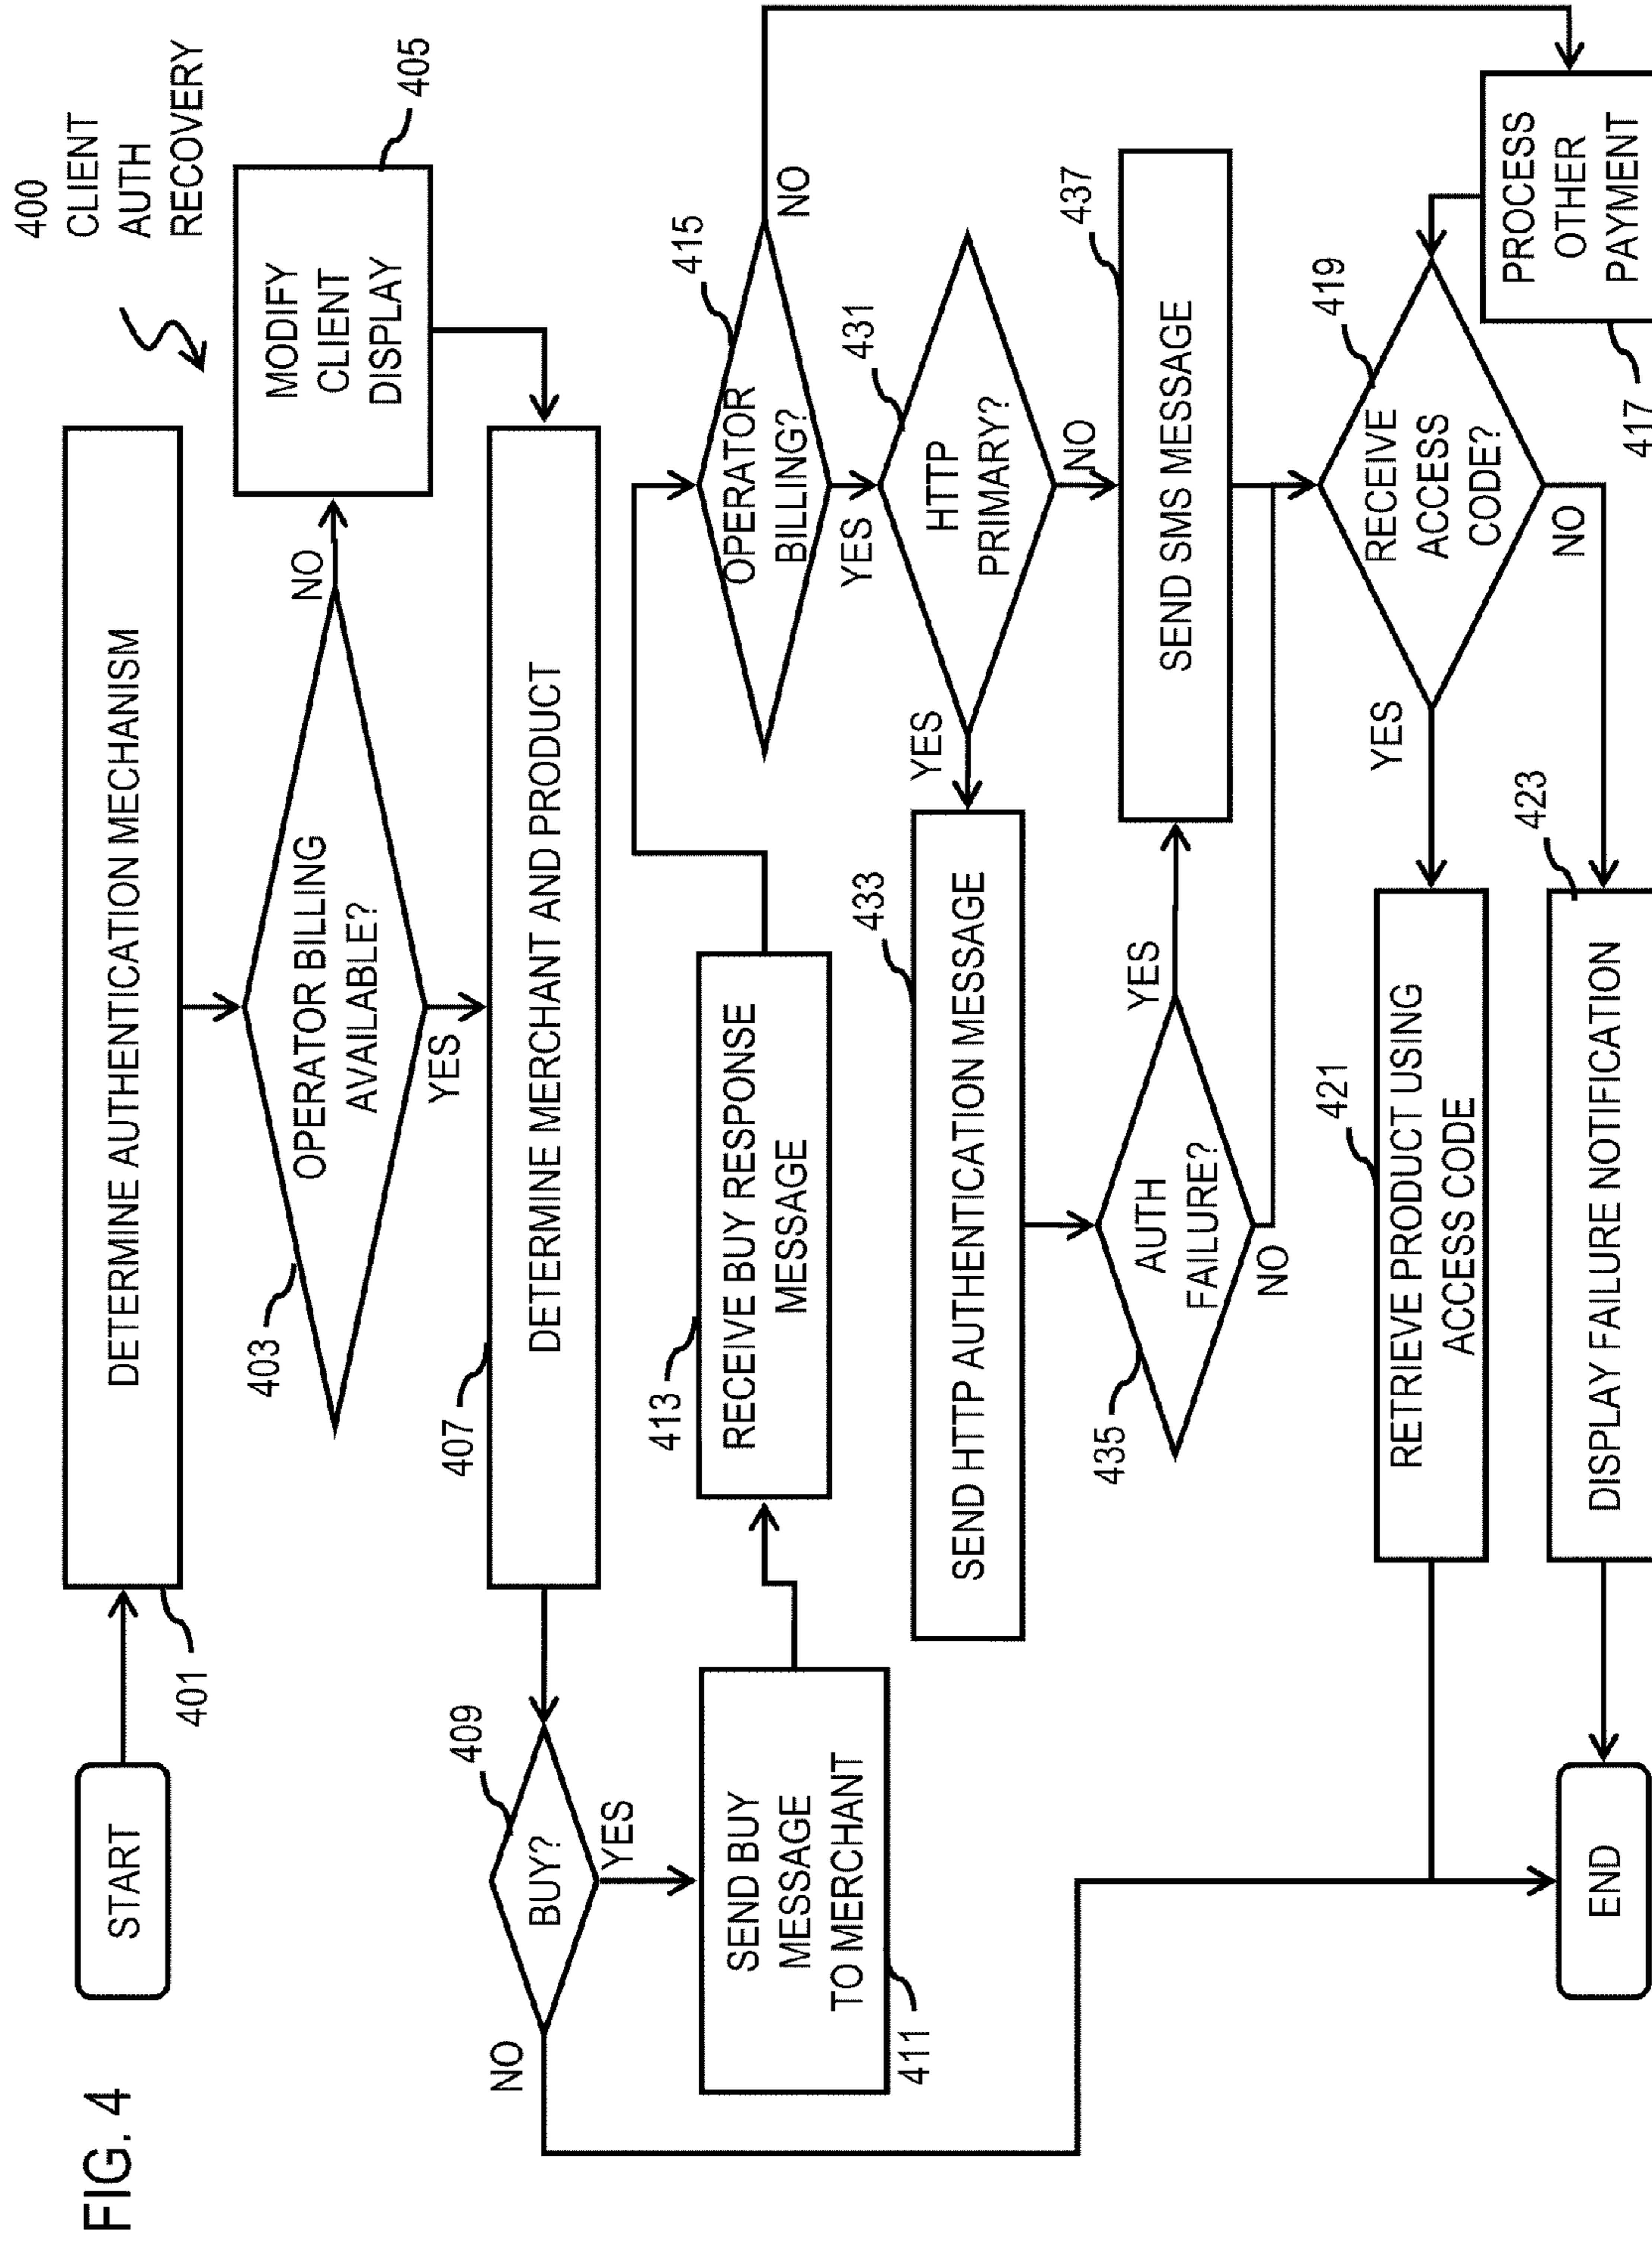 FIG. 4
400
CLIENT
AUTH
RECOVERY
START
401
DETERMINE AUTHENTICATION MECHANISM
403
OPERATOR BILLING
AVAILABLE?
NO
YES
MODIFY
CLIENT
DISPLAY
405
407
DETERMINE MERCHANT AND PRODUCT
409
BUY?
NO
YES
SEND BUY
MESSAGE
TO MERCHANT
411
413
RECEIVE BUY RESPONSE
MESSAGE
415
OPERATOR
BILLING?
NO
YES
431
HTTP
PRIMARY?
YES
NO
433
SEND HTTP AUTHENTICATION MESSAGE
435
AUTH
FAILURE?
YES
NO
437
SEND SMS MESSAGE
419
RECEIVE
ACCESS
CODE?
YES
NO
PROCESS
OTHER
PAYMENT
417
421
RETRIEVE PRODUCT USING
ACCESS CODE
423
DISPLAY FAILURE NOTIFICATION
END